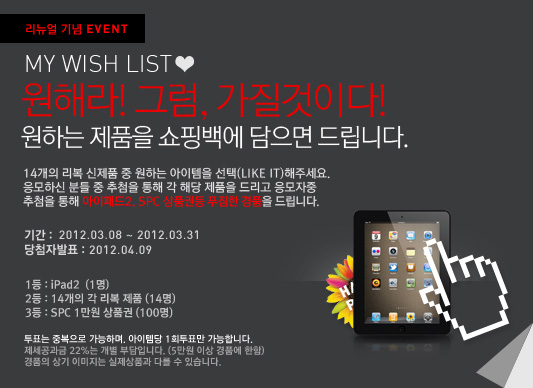 리뉴얼 기념 EVENT
MY WISH LIST♥
원해라! 그럼, 가질것이다!
원하는 제품을 쇼핑백에 담으면 드립니다.
14개의 리복 신제품 중 원하는 아이템을 선택(LIKE IT)해주세요.
응모하신 분들 중 추첨을 통해 각 해당 제품을 드리고 응모자중
추첨을 통해 아이패드2, SPC 상품권등 푸짐한 경품을 드립니다.
기간 : 2012.03.08 ~ 2012.03.31
당첨자발표 : 2012.04.09
1등 : iPad2 (1명)
2등 : 14개의 각 리복 제품 (14명)
3등 : SPC 1만원 상품권 (100명)
투표는 중복으로 가능하며, 아이템당 1회투표만 가능합니다.
제세공과금 22%는 개별 부담입니다. (5만원 이상 경품에 한함)
경품의 상기 이미지는 실제상품과 다를 수 있습니다.